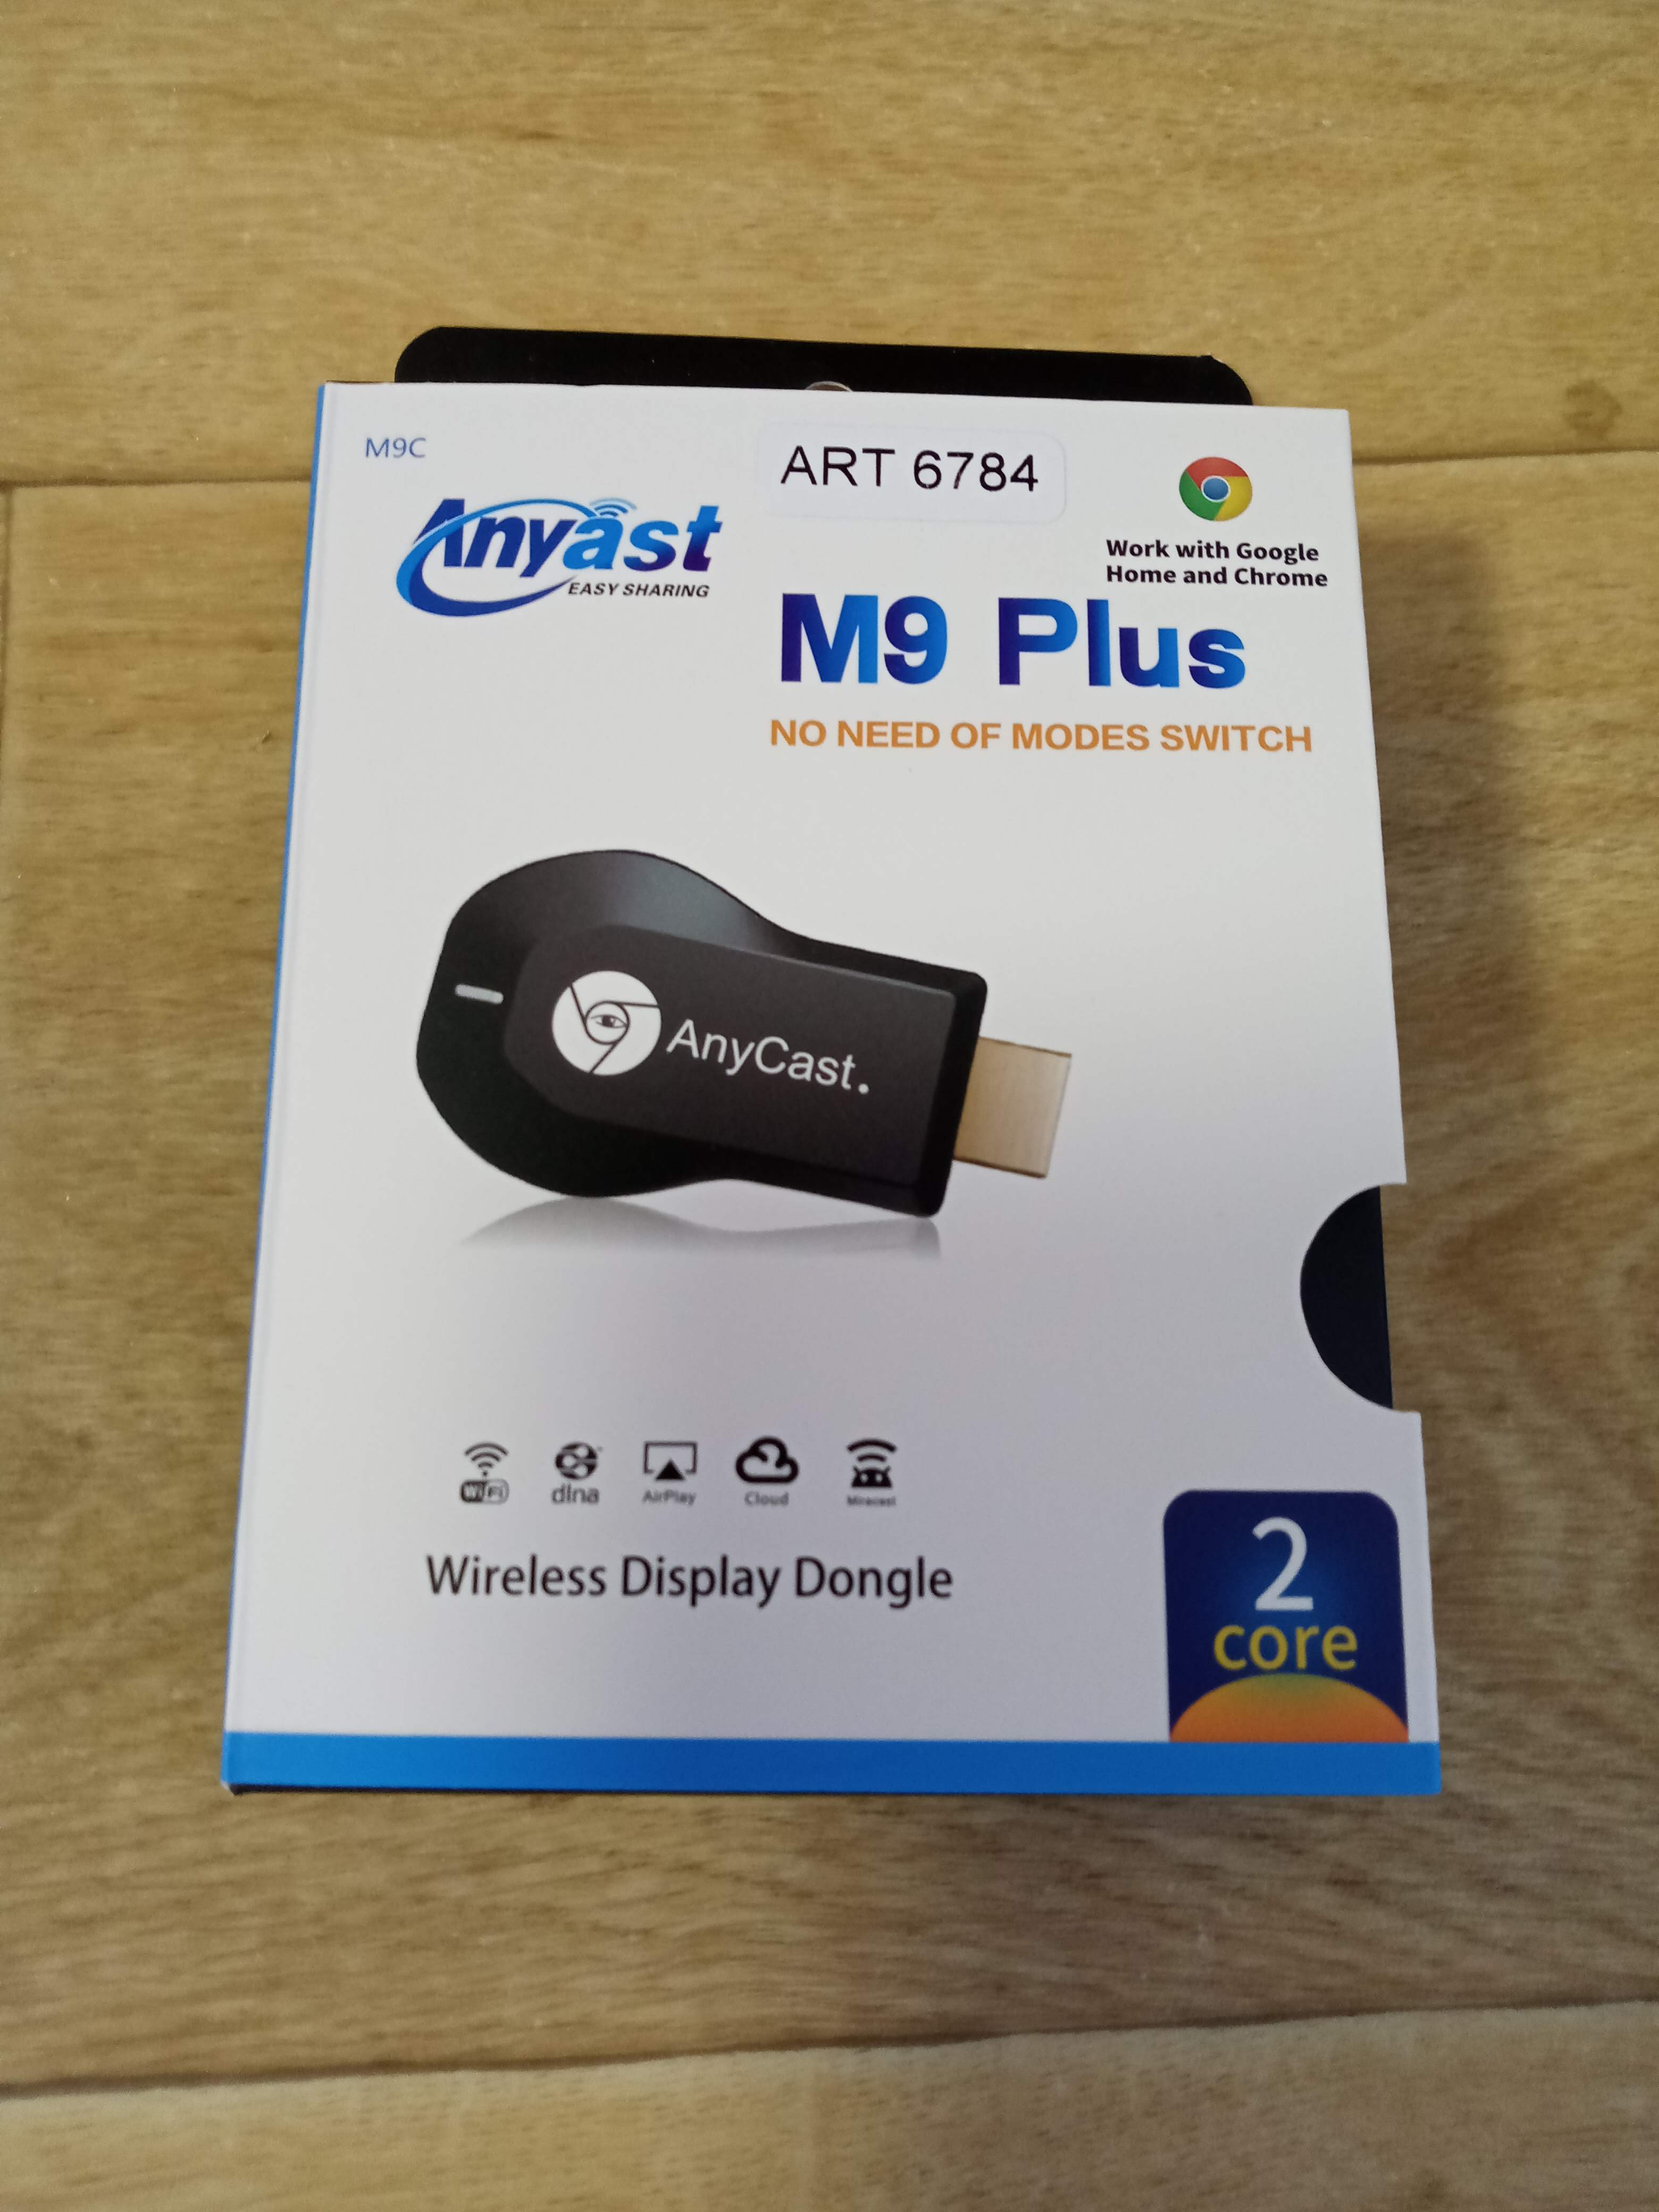 M9C
ART 6784
Anyast
EASY SHARING
Work with Google
Home and Chrome
M9 Plus
NO NEED OF MODES SWITCH
AnyCast.
WiFi
dlna
AirPlay
Cloud
Miracast
Wireless Display Dongle
2
core